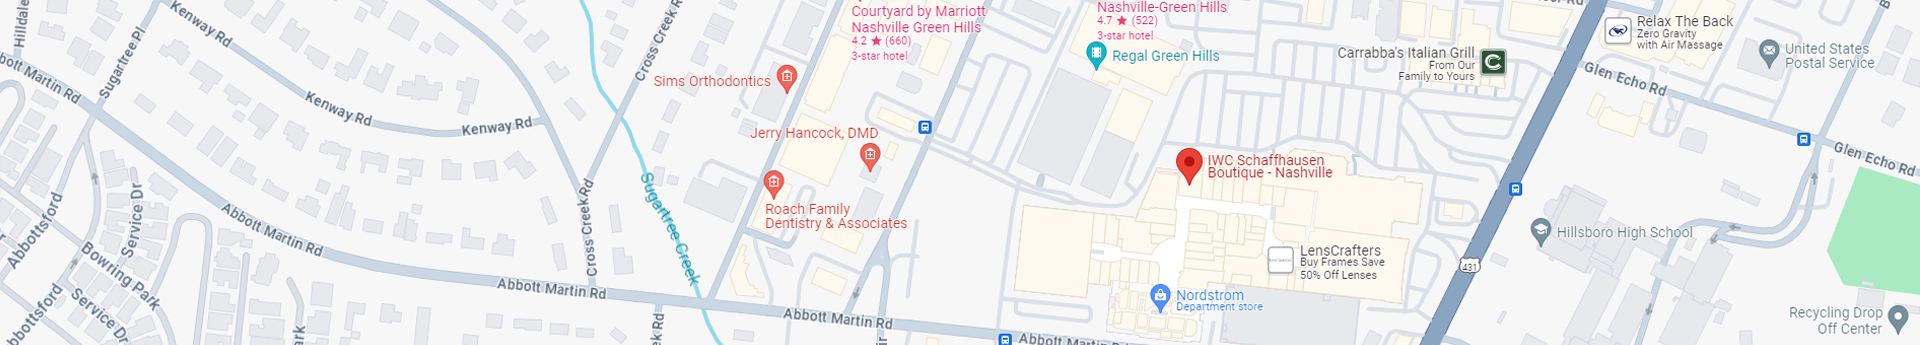 Hilldale
Kenway Rd
Sugartree Pl
Abbott Martin Rd
Kenway Rd
Kenway Rd
Cross Creek R
Courtyard by Marriott
Nashville Green Hills
4.2 ★ (660)
3-star hotel
Sims Orthodontics
Jerry Hancock, DMD
Roach Family
Dentistry & Associates
Nashville-Green Hills
4.7 ★ (522)
3-star hotel
Regal Green Hills
Carrabba's Italian Grill
From Our
Family to Yours
Relax The Back
Zero Gravity
with Air Massage
United States
Postal Service
Glen Echo Rd
Glen Echo Rd
IWC Schaffhausen
Boutique - Nashville
LensCrafters
Buy Frames Save
50% Off Lenses
Nordstrom
Department store
431
Hillsboro High School
Recycling Drop
Off Center
Sugartree Creek
Cross Creek Rd
Abbott Martin Rd
Abbott Martin Rd
Abbott Martin Rd
Abbott Martin Rd
Abbottsford
Service Dr
Bowring Park
Service Dr
bbottsford
ark
ek Rd